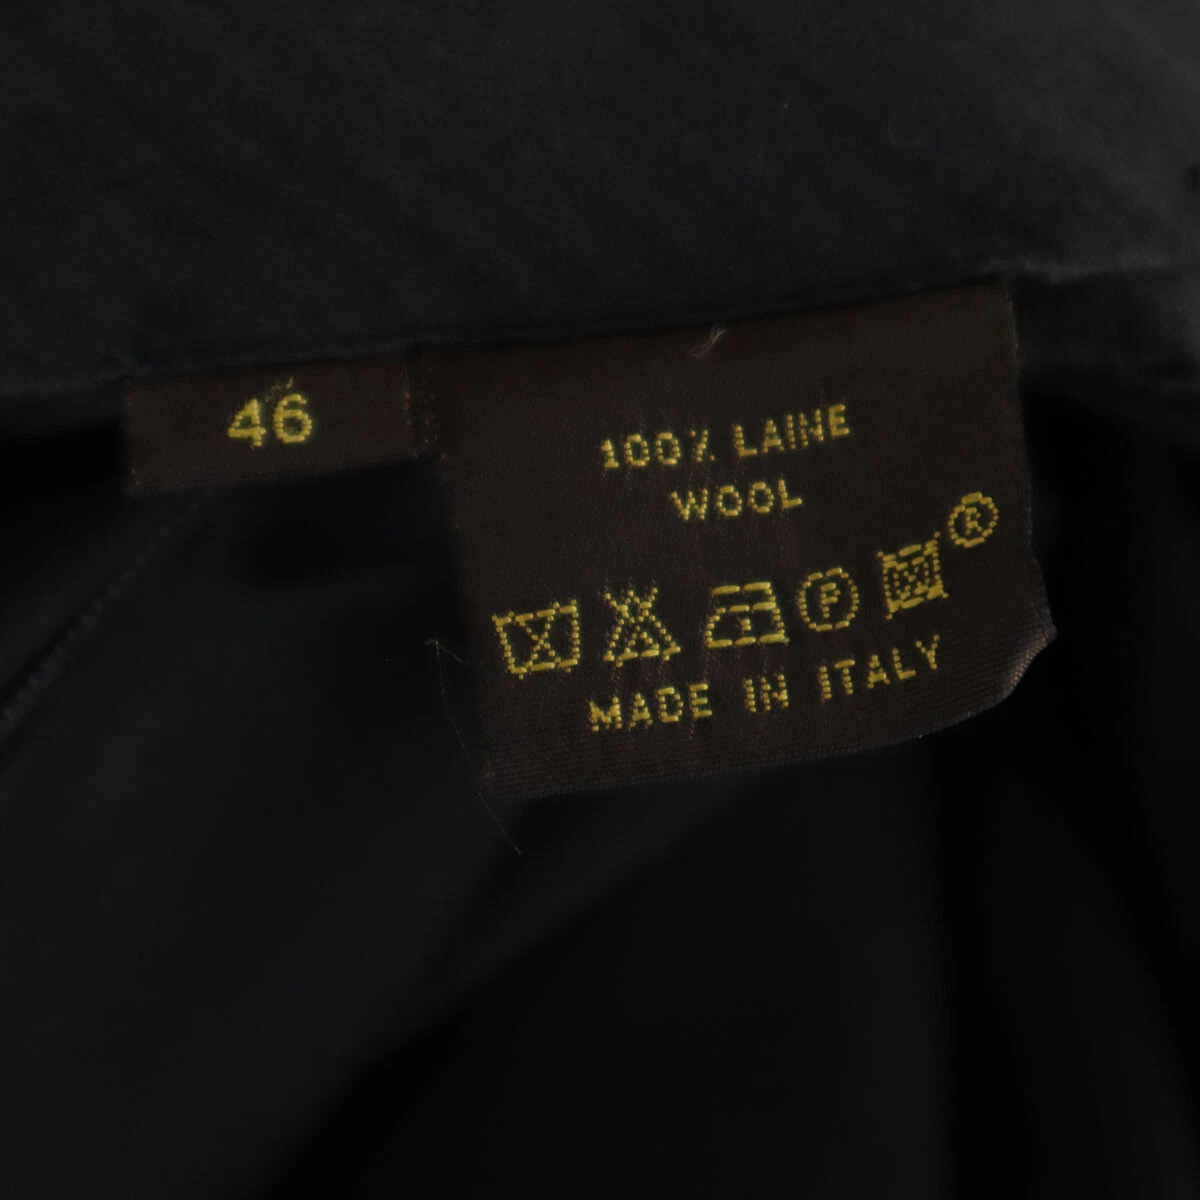 46
100% LAINE
WOOL
P ®
MADE IN ITALY